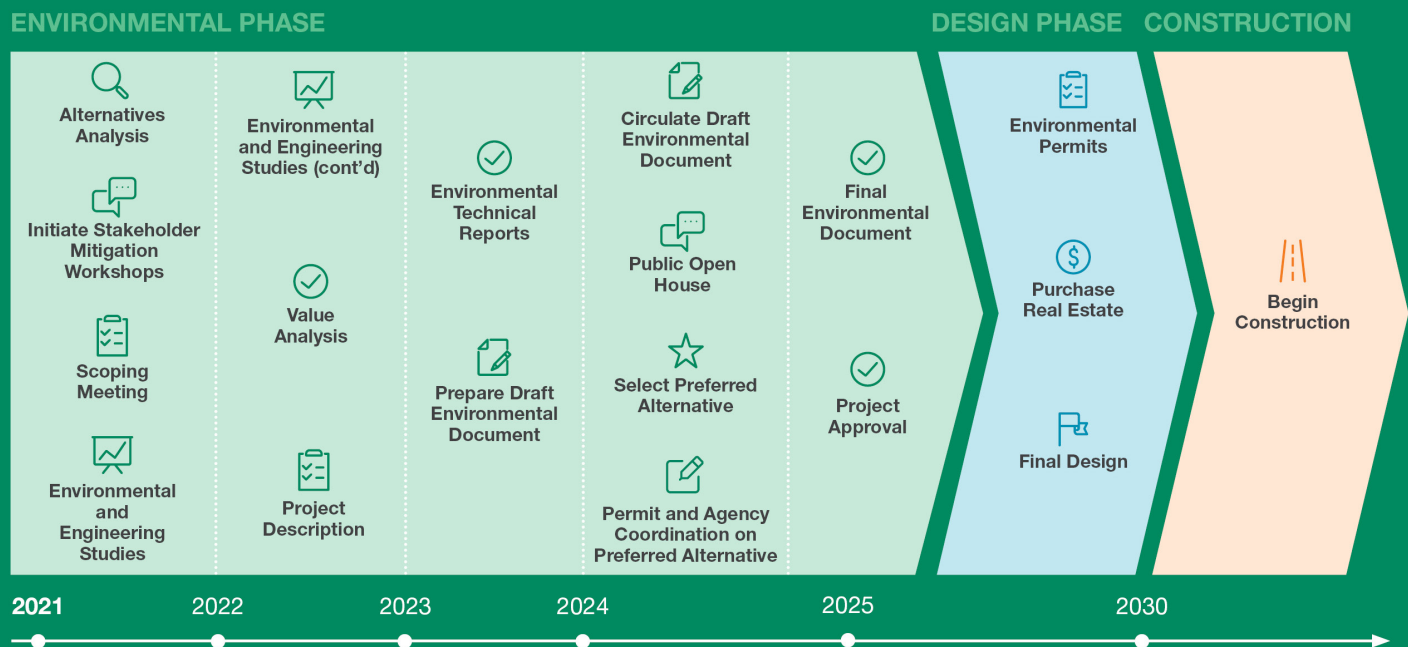 ENVIRONMENTAL PHASE
DESIGN PHASE
CONSTRUCTION
Alternatives
Analysis
Initiate Stakeholder
Mitigation
Workshops
Scoping
Meeting
Environmental
and
Engineering
Studies
Environmental
and Engineering
Studies (cont’d)
Value
Analysis
Project
Description
Environmental
Technical
Reports
Prepare Draft
Environmental
Document
Circulate Draft
Environmental
Document
Public Open
House
Select Preferred
Alternative
Permit and Agency
Coordination on
Preferred Alternative
Final
Environmental
Document
Project
Approval
Environmental
Permits
$
Purchase
Real Estate
Final Design
Begin
Construction
2021
2022
2023
2024
2025
2030